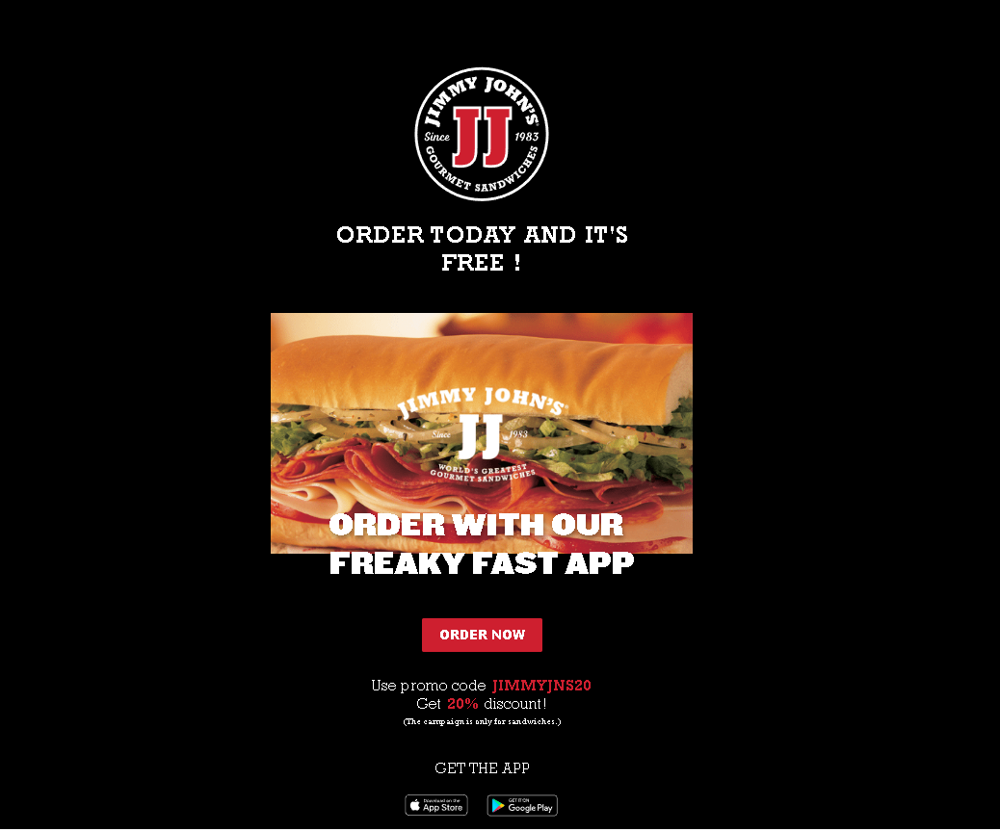 JIMMY JOHN'S®
Since JJ 1983
GOURMET SANDWICHES
ORDER TODAY AND IT'S
FREE !
JIMMY JOHN'S®
Since JJ 1983
WORLD'S GREATEST
GOURMET SANDWICHES
ORDER WITH OUR
FREAKY FAST APP
ORDER NOW
Use promo code JIMMYJNS20
Get 20% discount!
(The campaign is only for sandwiches.)
GET THE APP
Download on the
App Store
GET IT ON
Google Play